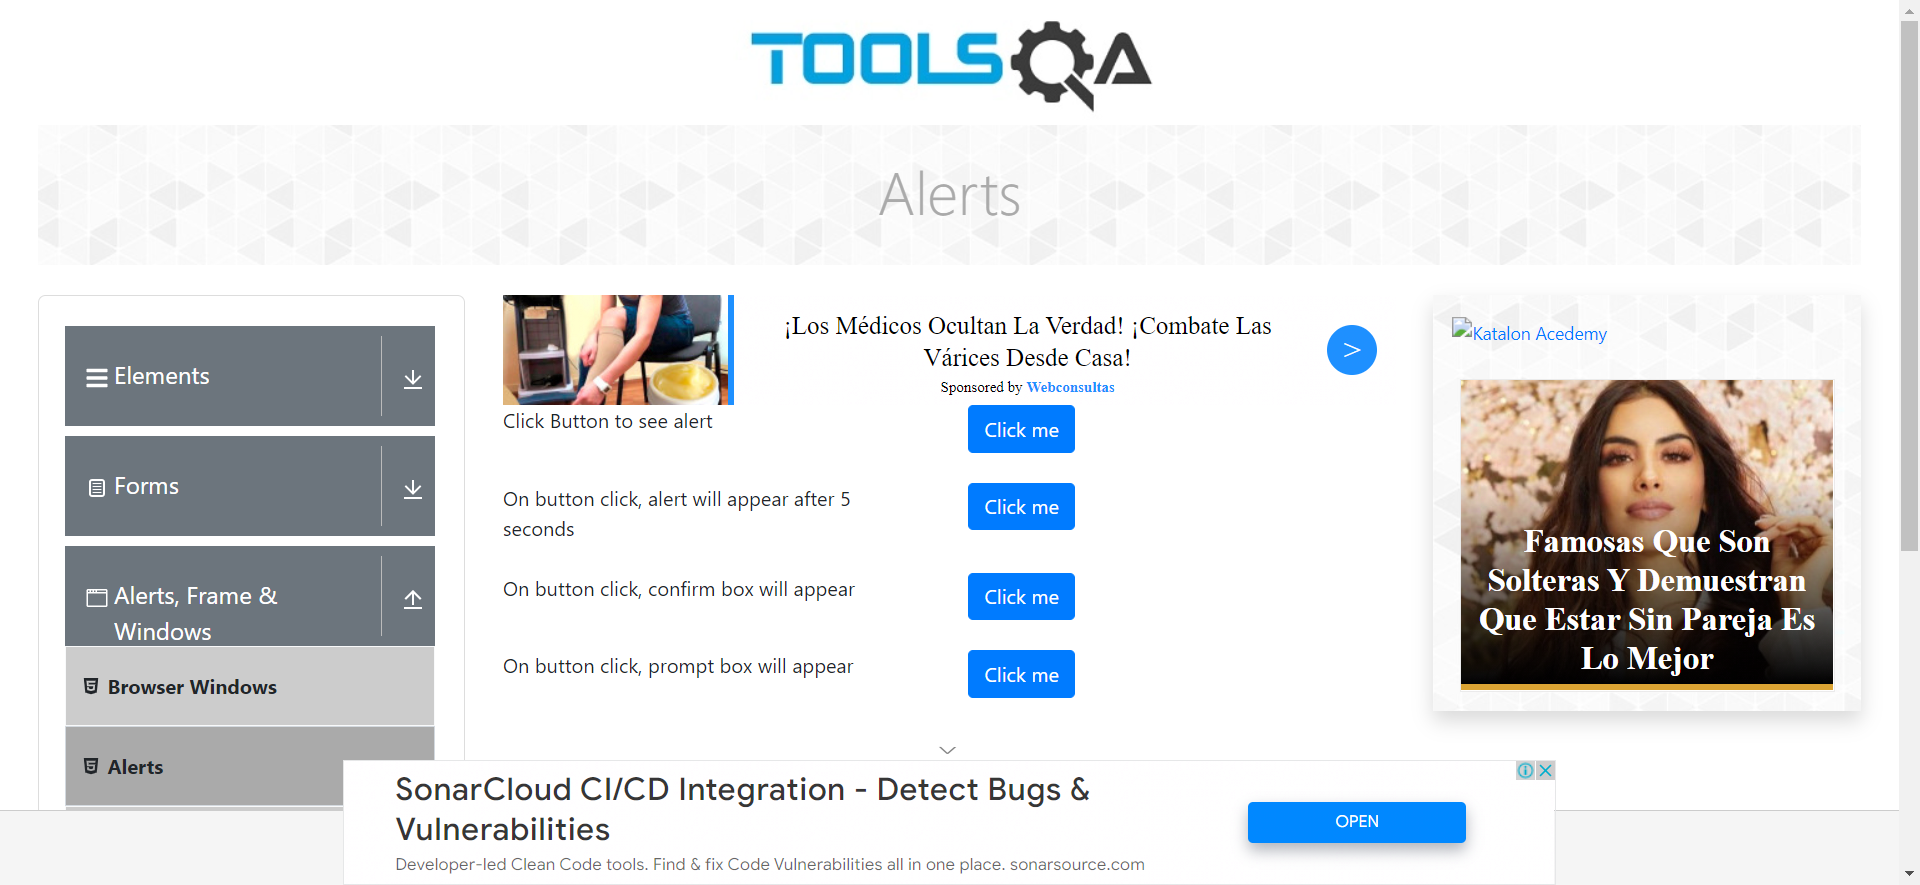 TOOLSQA
Alerts
Elements
Forms
Alerts, Frame &
Windows
Browser Windows
Alerts
¡Los Médicos Ocultan La Verdad! ¡Combate Las
Várices Desde Casa!
Sponsored by Webconsultas
>
Click Button to see alert
Click me
On button click, alert will appear after 5
seconds
Click me
On button click, confirm box will appear
Click me
On button click, prompt box will appear
Click me
Katalon Acedemy
Famosas Que Son
Solteras Y Demuestran
Que Estar Sin Pareja Es
Lo Mejor
SonarCloud CI/CD Integration - Detect Bugs &
Vulnerabilities
Developer-led Clean Code tools. Find & fix Code Vulnerabilities all in one place. sonarsource.com
OPEN